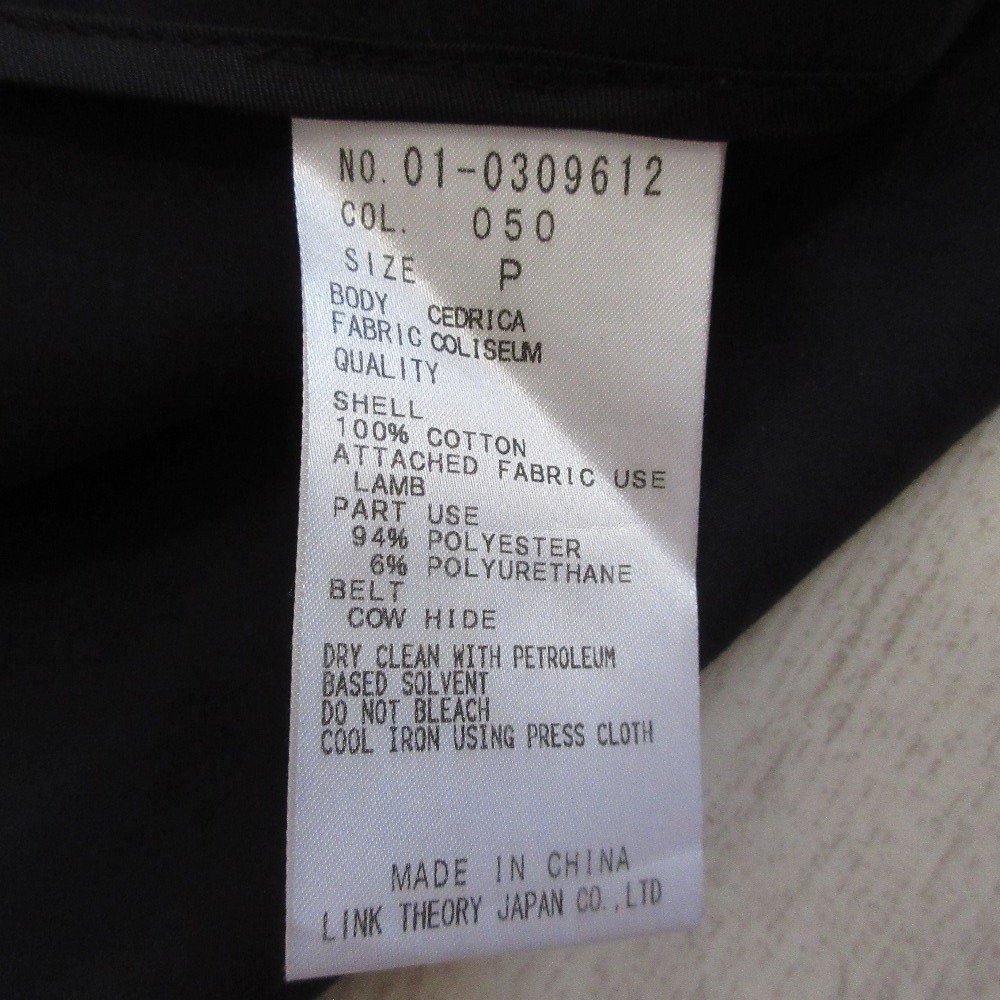 NO. 01-0309612
COL. 050
SIZE P
BODY CEDRICA
FABRIC COLISEUM
QUALITY
SHELL
100% COTTON
ATTACHED FABRIC USE
LAMB
PART USE
94% POLYESTER
6% POLYURETHANE
BELT
COW HIDE
DRY CLEAN WITH PETROLEUM
BASED SOLVENT
DO NOT BLEACH
COOL IRON USING PRESS CLOTH
MADE IN CHINA
LINK THEORY JAPAN CO.,LTD